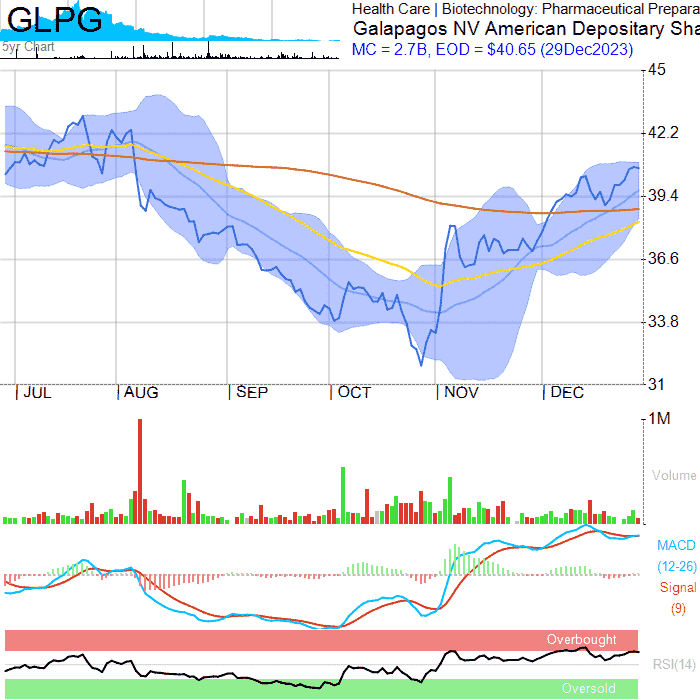 GLPG
5yr Chart
Health Care | Biotechnology: Pharmaceutical Prepara
Galapagos NV American Depositary Sha
MC = 2.7B, EOD = $40.65 (29Dec2023)
45
42.2
39.4
36.6
33.8
31
JUL AUG SEP OCT NOV DEC
1M
Volume
MACD
(12-26)
Signal
(9)
Overbought
RSI(14)
Oversold